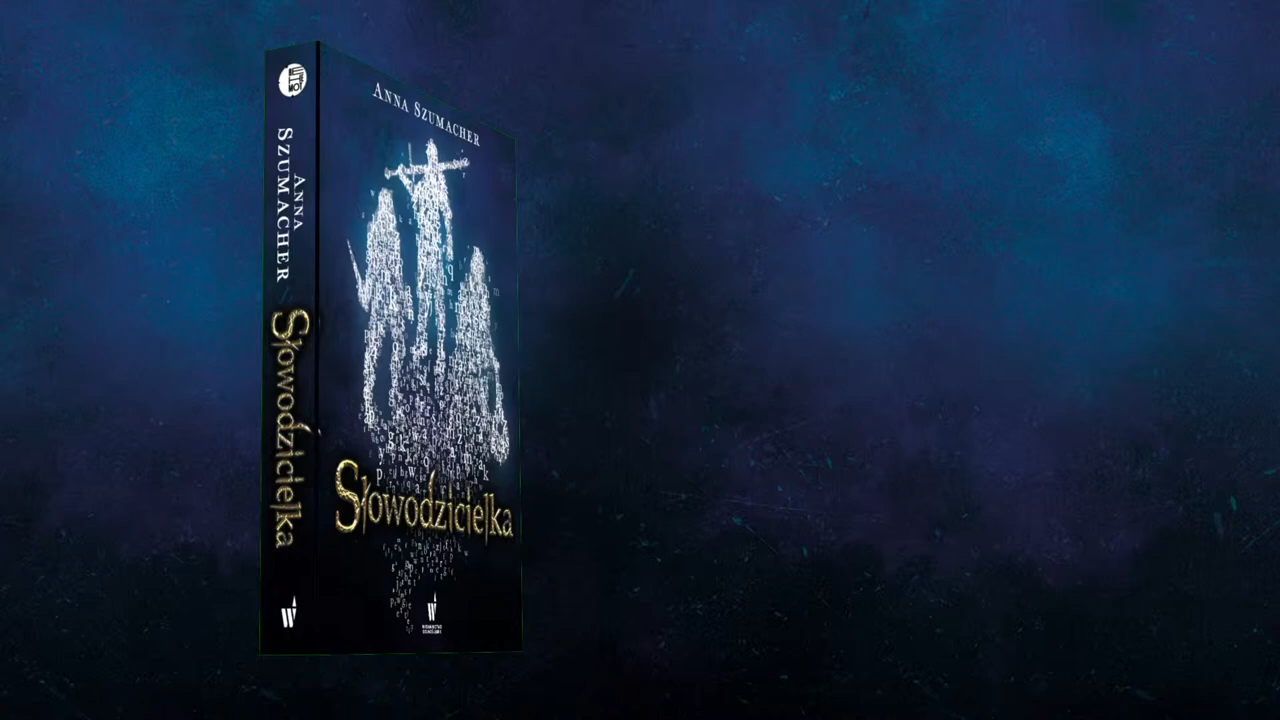 Anna
Szumacher
Słowodzicielka
Anna Szumacher
Słowodzicielka